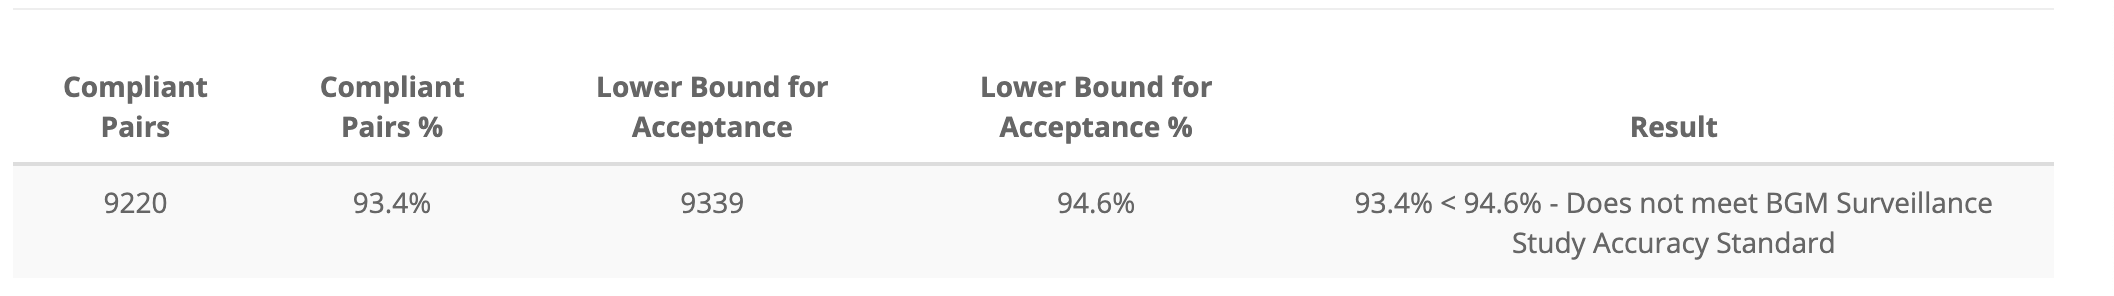 Compliant Pairs
Compliant Pairs %
Lower Bound for Acceptance
Lower Bound for Acceptance %
Result
9220
93.4%
9339
94.6%
93.4% < 94.6% - Does not meet BGM Surveillance
Study Accuracy Standard